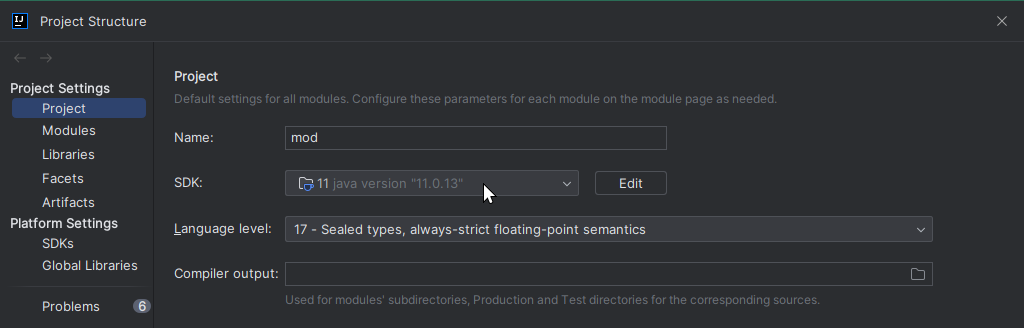 IJ
Project Structure
Project Settings
Project
Modules
Libraries
Facets
Artifacts
Platform Settings
SDKs
Global Libraries
Problems 6
Project
Default settings for all modules. Configure these parameters for each module on the module page as needed.
Name: mod
SDK: 11 java version "11.0.13" Edit
Language level: 17 - Sealed types, always-strict floating-point semantics
Compiler output:
Used for modules' subdirectories, Production and Test directories for the corresponding sources.